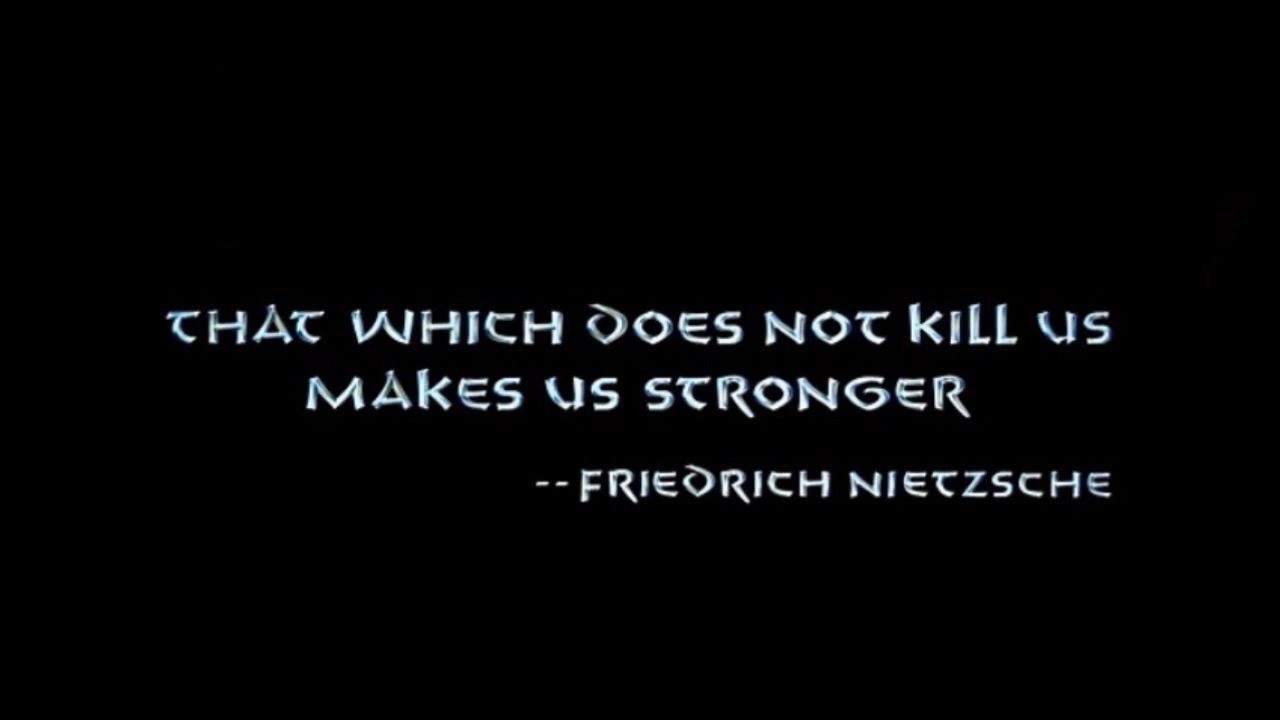 THAT WHICH DOES NOT KILL US
MAKES US STRONGER
--FRIEDRICH NIETZSCHE